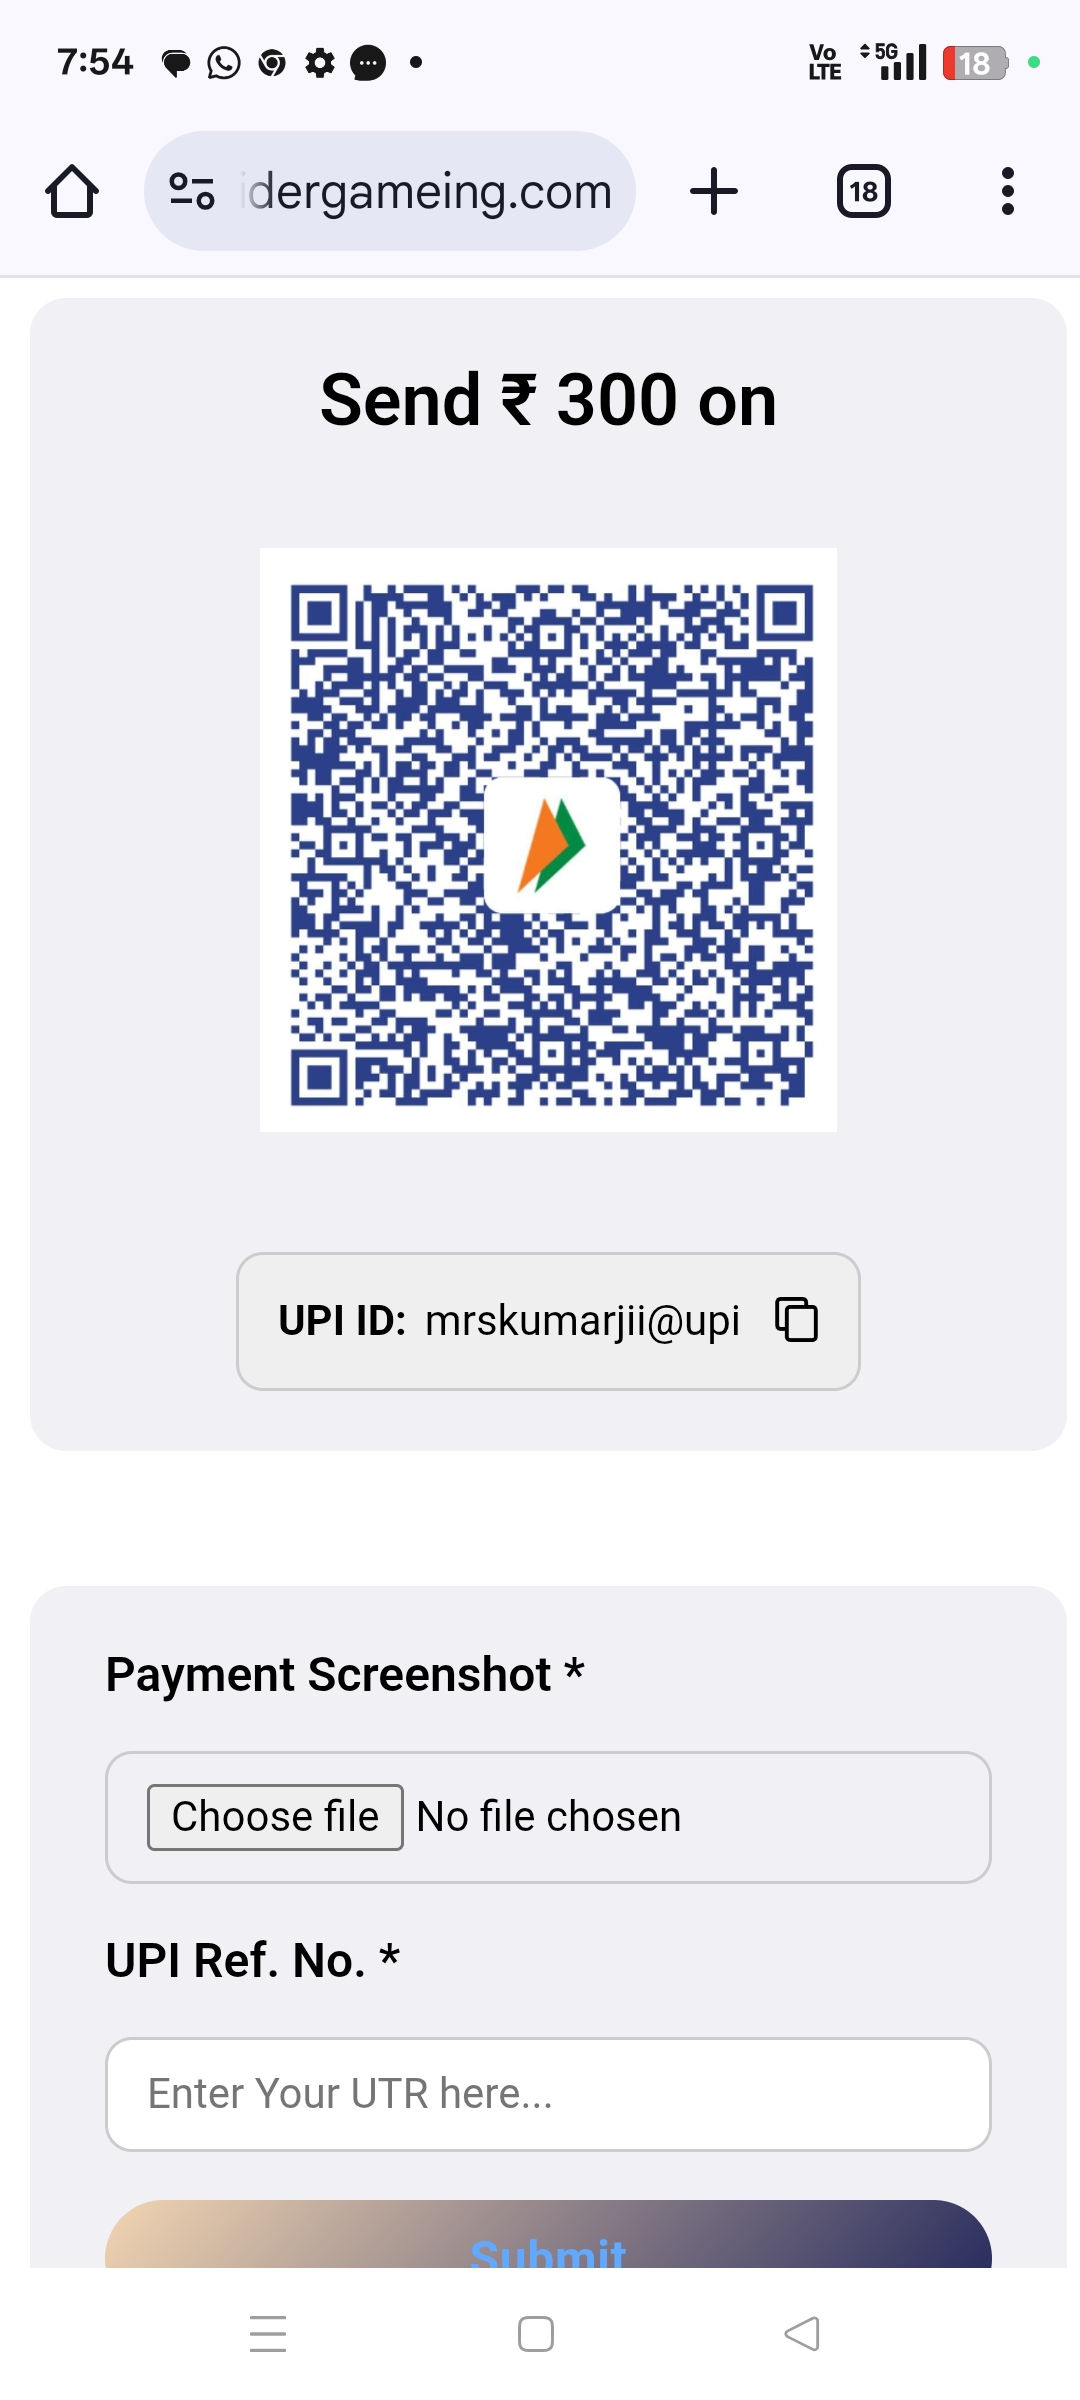 7:54
Vo
LTE
5G
18
idergameing.com
18
Send ₹ 300 on
UPI ID: mrskumarjii@upi
Payment Screenshot *
Choose file No file chosen
UPI Ref. No. *
Enter Your UTR here...
Submit